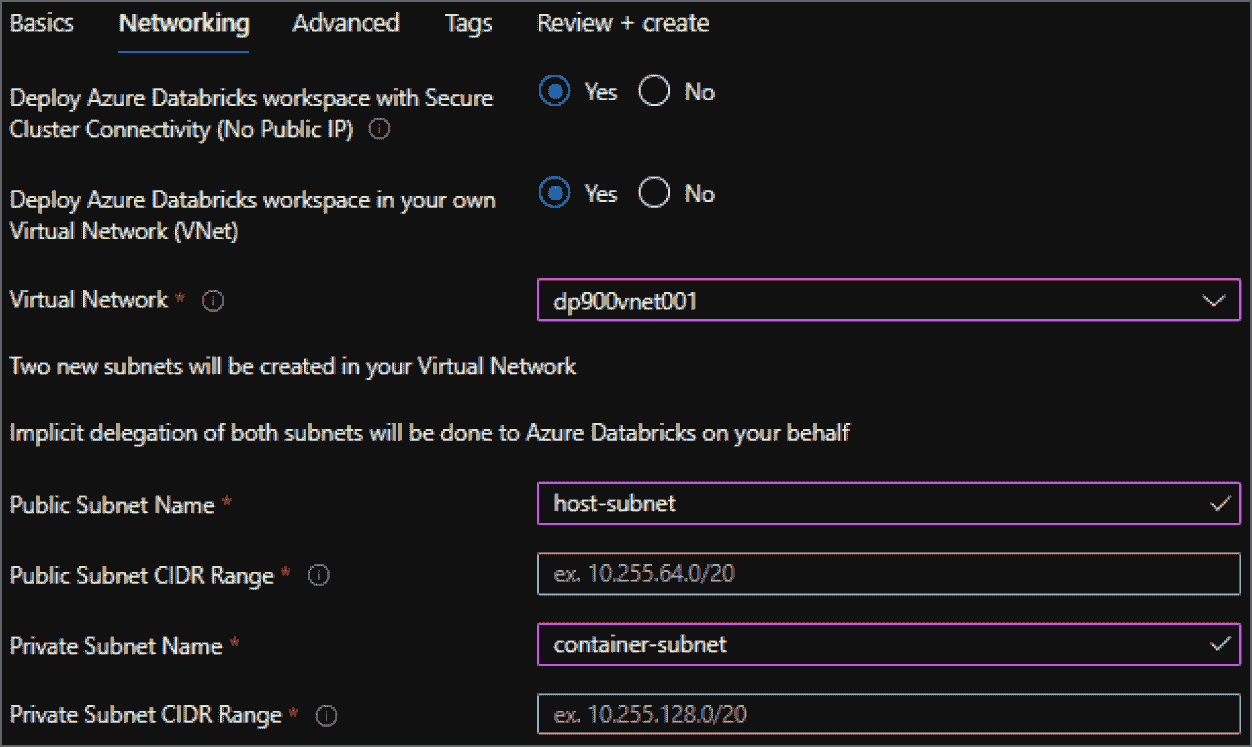 Basics Networking Advanced Tags Review + create
Deploy Azure Databricks workspace with Secure
Cluster Connectivity (No Public IP)
Yes No
Deploy Azure Databricks workspace in your own
Virtual Network (VNet)
Yes No
Virtual Network *
dp900vnet001
Two new subnets will be created in your Virtual Network
Implicit delegation of both subnets will be done to Azure Databricks on your behalf
Public Subnet Name *
host-subnet
Public Subnet CIDR Range *
ex. 10.255.64.0/20
Private Subnet Name *
container-subnet
Private Subnet CIDR Range *
ex. 10.255.128.0/20